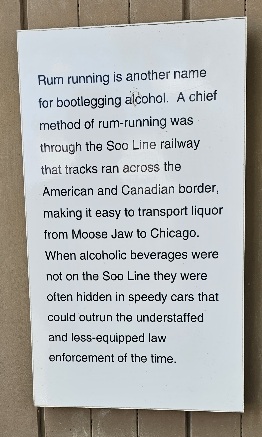 Rum running is another name
for bootlegging alcohol.  A chief
method of rum-running was
through the Soo Line railway
that tracks ran across the
American and Canadian border,
making it easy to transport liquor
from Moose Jaw to Chicago.
When alcoholic beverages were
not on the Soo Line they were
often hidden in speedy cars that
could outrun the understaffed
and less-equipped law
enforcement of the time.